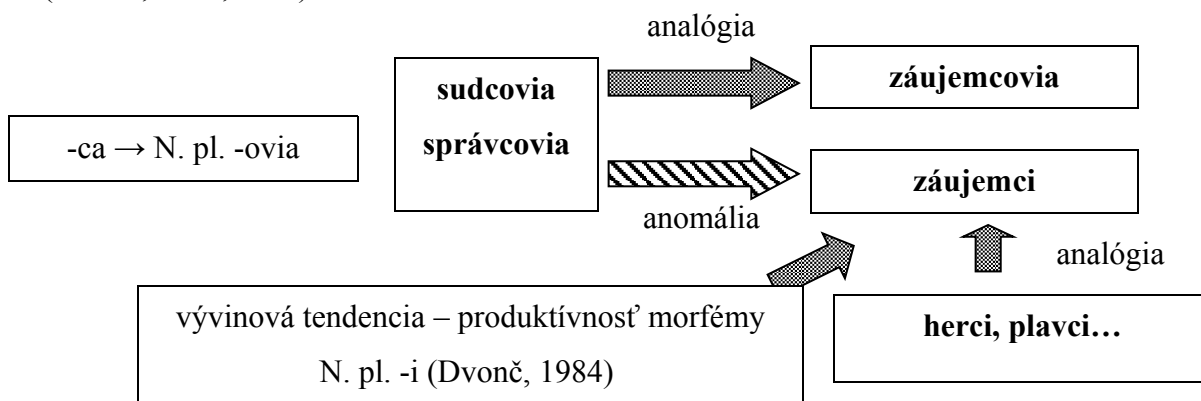 analógia
sudcovia
správcovia
záujemcovia
-ca → N. pl. -ovia
záujemci
anomália
analógia
vývinová tendencia – produktívnosť morfémy
N. pl. -i (Dvonč, 1984)
herci, plavci…